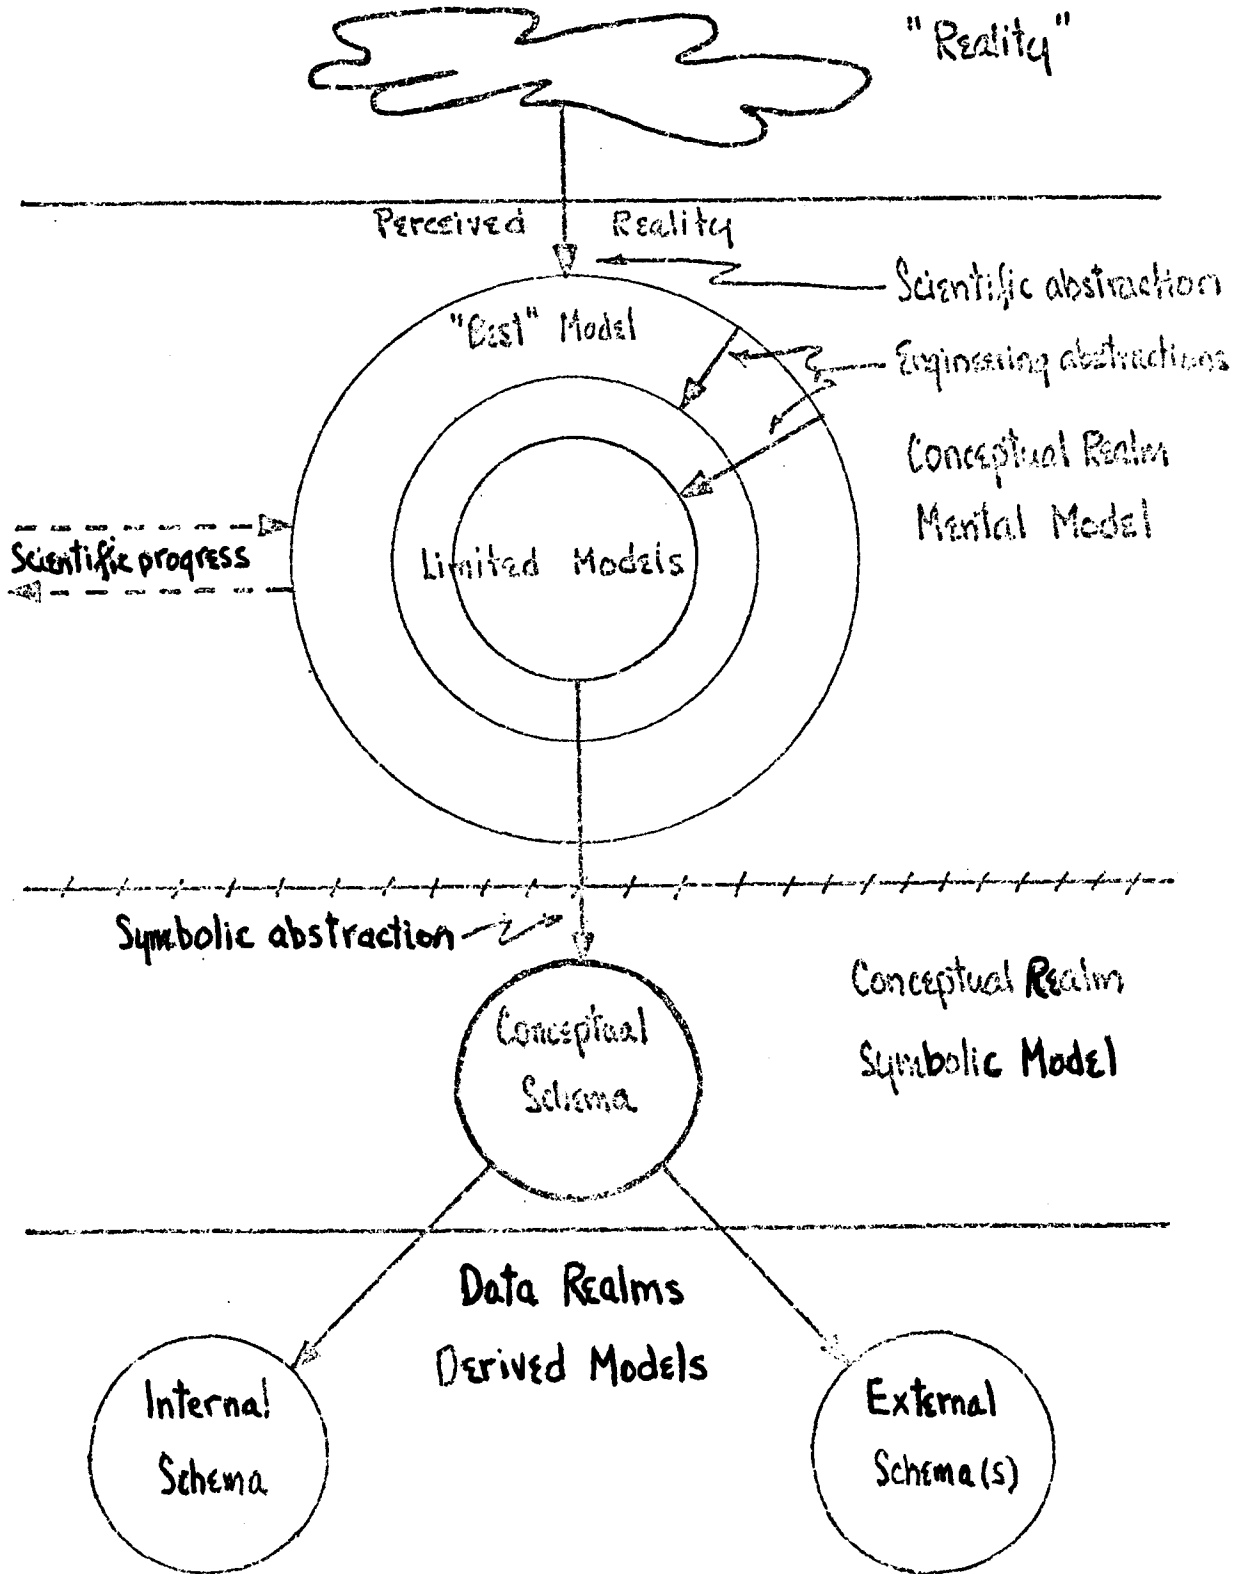 "Reality"
Perceived Reality
Scientific abstraction
"Best" Model
Engineering abstractions
Conceptual Realm
Mental Model
Scientific progress
Limited Models
Symbolic abstraction
Conceptual Realm
Symbolic Model
Conceptual
Schema
Data Realms
Derived Models
Internal
Schema
External
Schema(s)